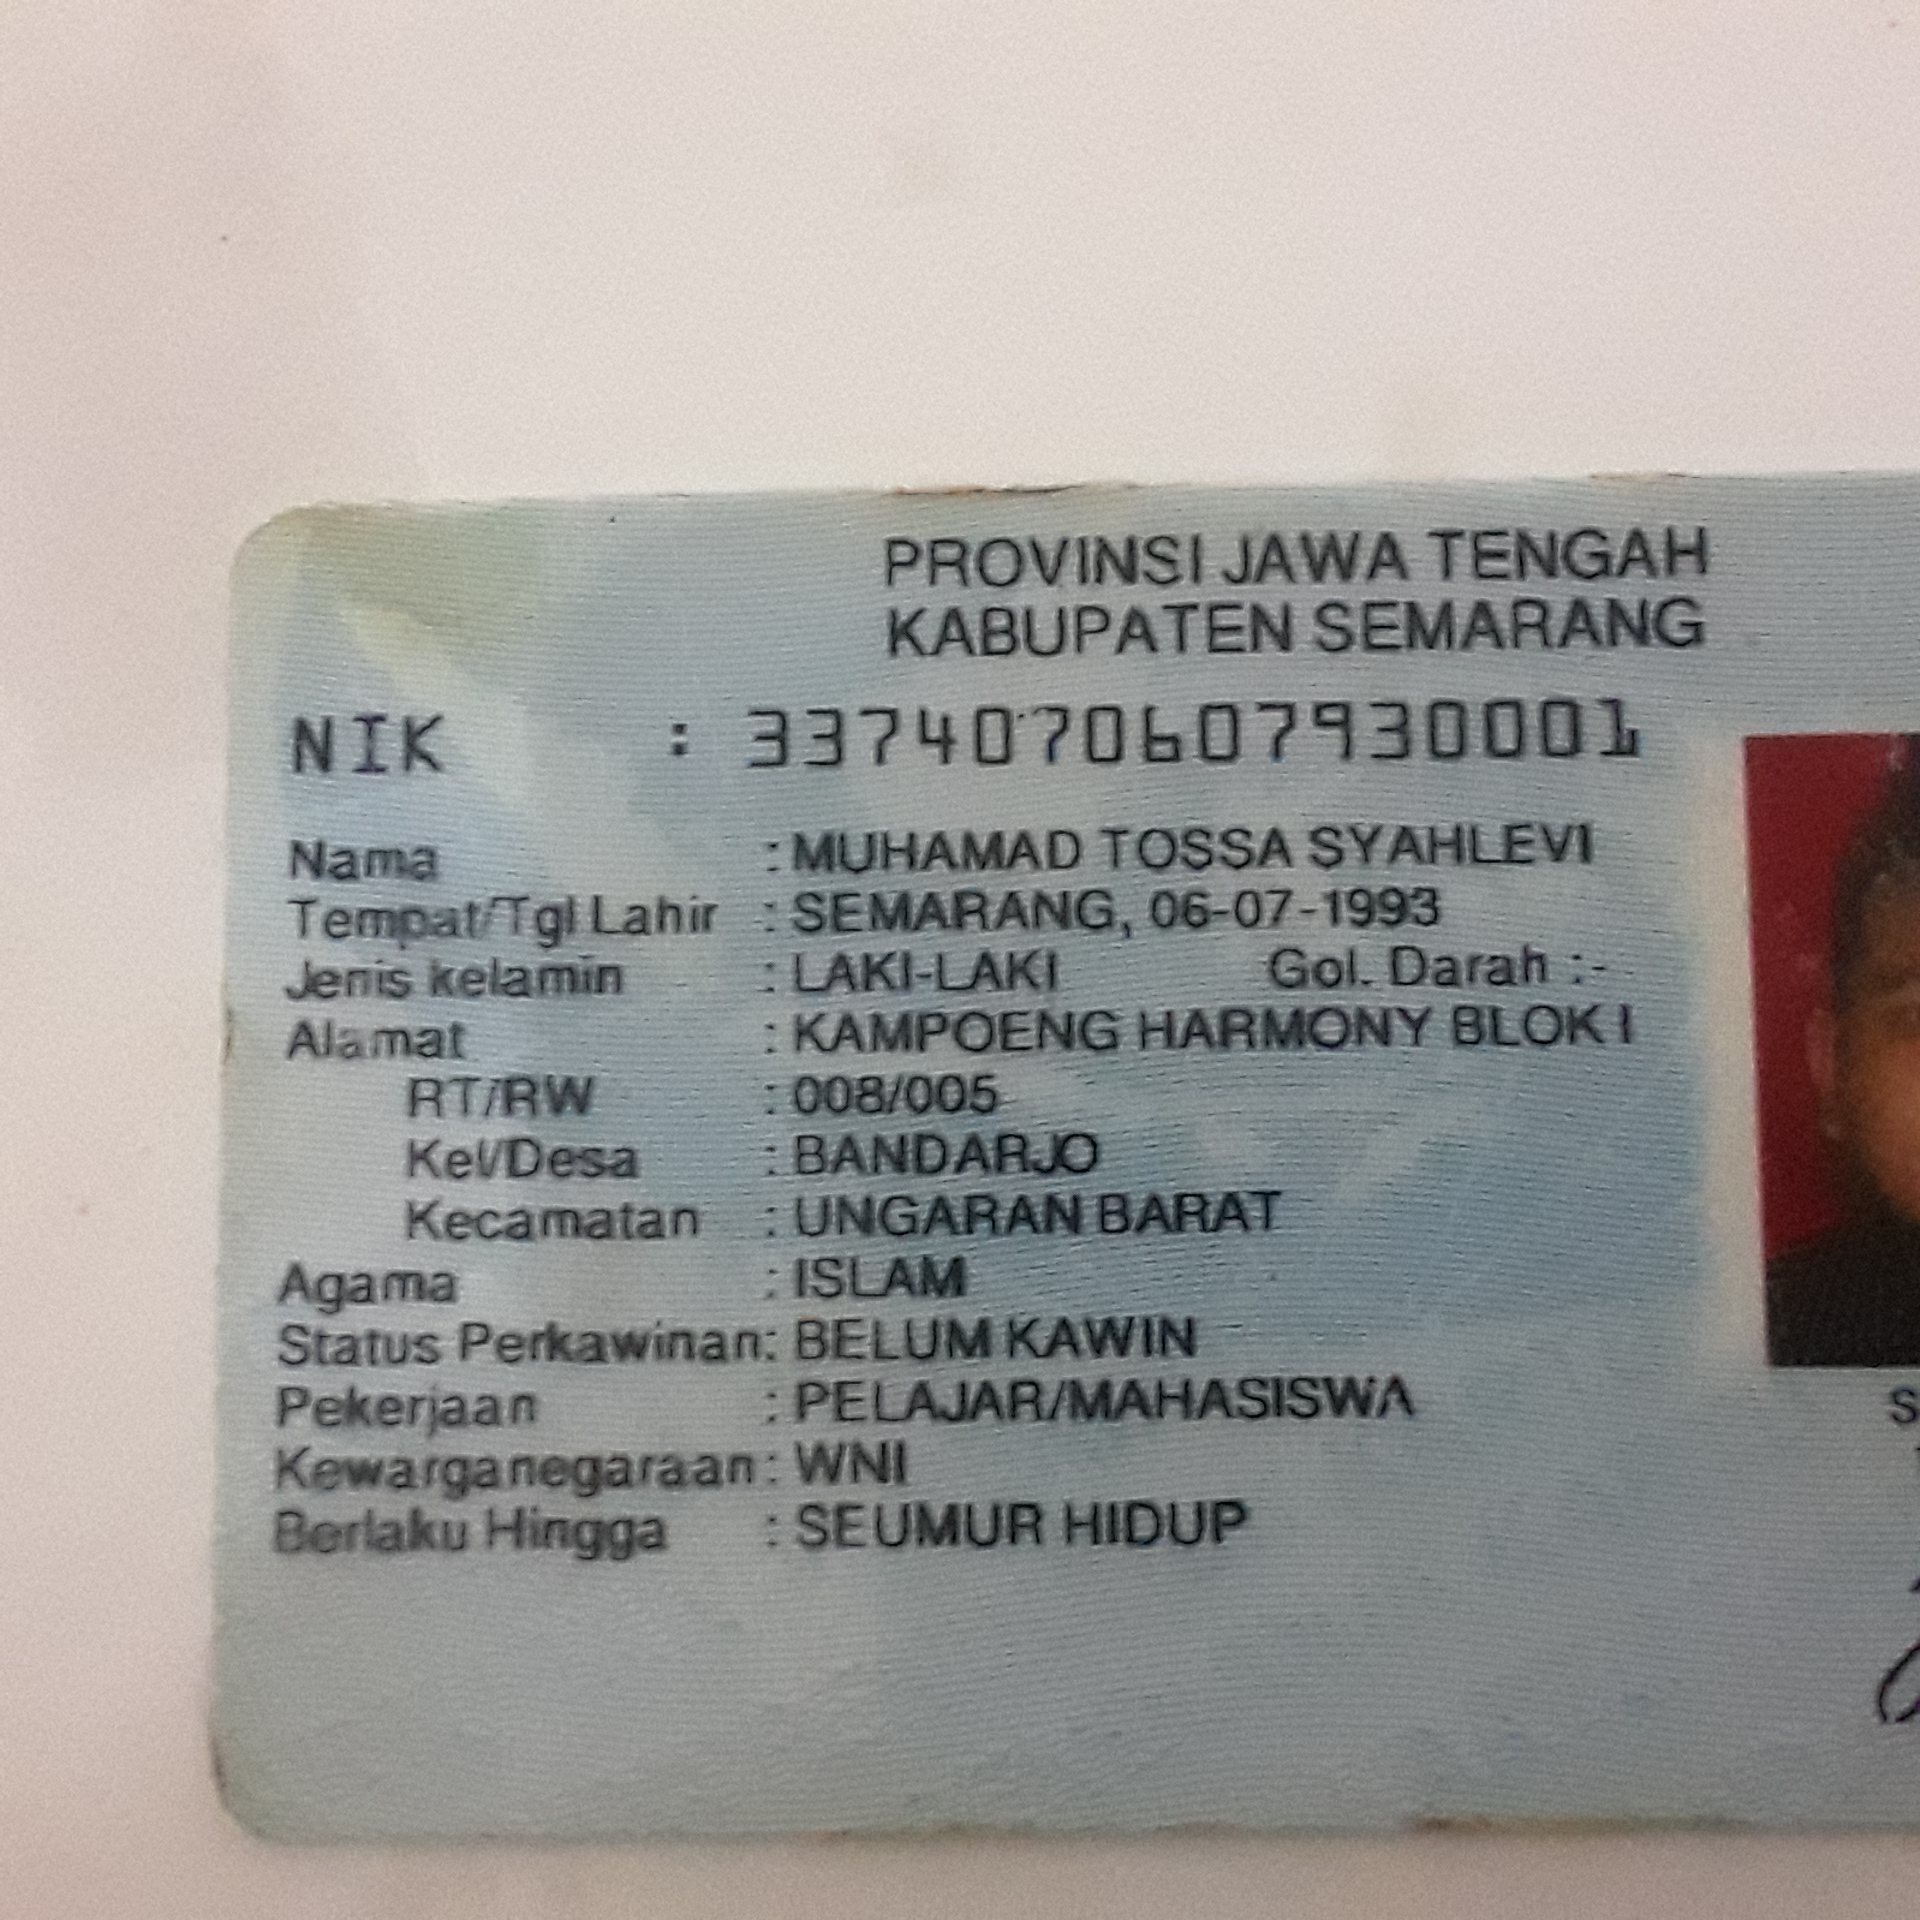 PROVINSI JAWA TENGAH
KABUPATEN SEMARANG
NIK : 3374070607930001
Nama : MUHAMAD TOSSA SYAHLEVI
Tempat/Tgl Lahir : SEMARANG, 06-07-1993
Jenis kelamin : LAKI-LAKI Gol. Darah :-
Alamat : KAMPOENG HARMONY BLOK I
RT/RW : 008/005
Kel/Desa : BANDARJO
Kecamatan : UNGARAN BARAT
Agama : ISLAM
Status Perkawinan: BELUM KAWIN
Pekerjaan : PELAJAR/MAHASISWA
Kewarganegaraan: WNI
Berlaku Hingga : SEUMUR HIDUP